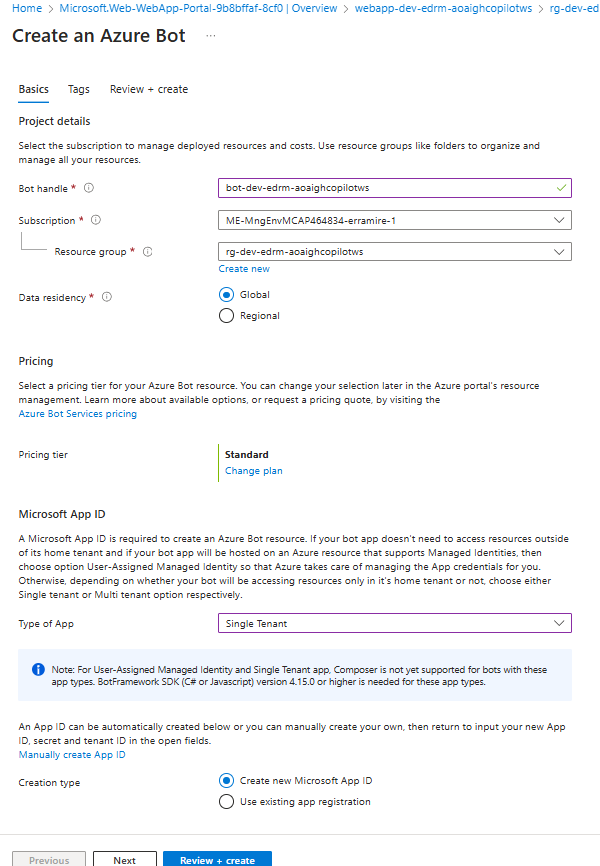 Home > Microsoft.Web-WebApp-Portal-9b8bffaf-8cf0 | Overview > webapp-dev-edrm-aoaighcopilotws > rg-dev-ed
Create an Azure Bot ...
Basics Tags Review + create
Project details
Select the subscription to manage deployed resources and costs. Use resource groups like folders to organize and
manage all your resources.
Bot handle * bot-dev-edrm-aoaighcopilotws
Subscription * ME-MngEnvMCAP464834-erramire-1
Resource group * rg-dev-edrm-aoaighcopilotws
Create new
Data residency * Global
Regional
Pricing
Select a pricing tier for your Azure Bot resource. You can change your selection later in the Azure portal's resource
management. Learn more about available options, or request a pricing quote, by visiting the
Azure Bot Services pricing
Pricing tier Standard
Change plan
Microsoft App ID
A Microsoft App ID is required to create an Azure Bot resource. If your bot app doesn't need to access resources outside
of its home tenant and if your bot app will be hosted on an Azure resource that supports Managed Identities, then
choose option User-Assigned Managed Identity so that Azure takes care of managing the App credentials for you.
Otherwise, depending on whether your bot will be accessing resources only in it's home tenant or not, choose either
Single tenant or Multi tenant option respectively.
Type of App Single Tenant
Note: For User-Assigned Managed Identity and Single Tenant app, Composer is not yet supported for bots with these
app types. BotFramework SDK (C# or Javascript) version 4.15.0 or higher is needed for these app types.
An App ID can be automatically created below or you can manually create your own, then return to input your new App
ID, secret and tenant ID in the open fields.
Manually create App ID
Creation type Create new Microsoft App ID
Use existing app registration
Previous Next Review + create